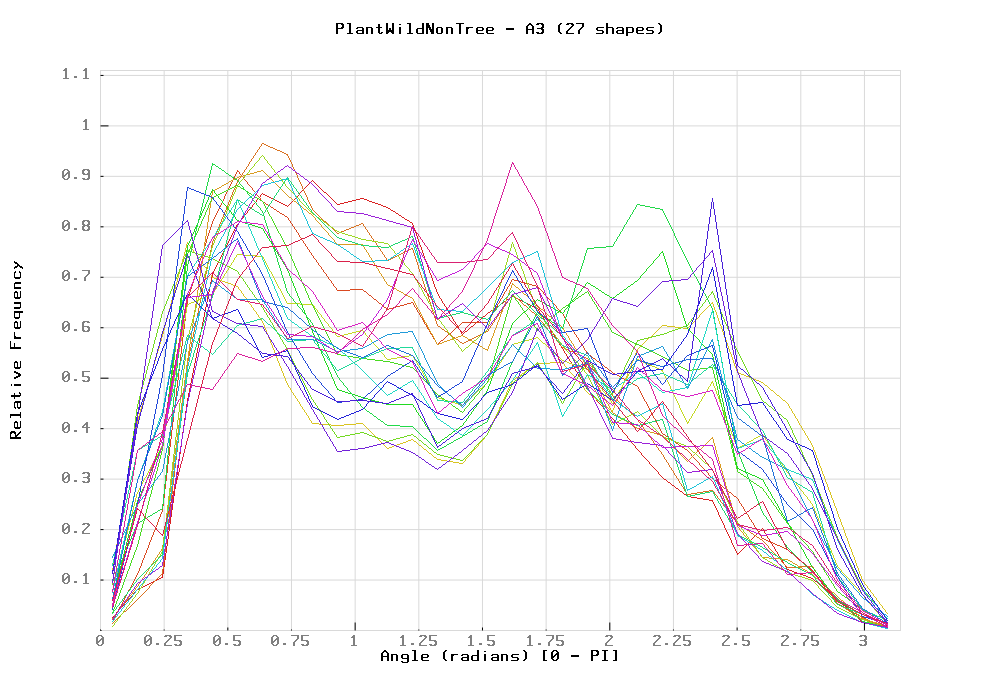 PlantWildNonTree - A3 (27 shapes)
1.1
1
0.9
0.8
0.7
0.6
0.5
0.4
0.3
0.2
0.1
Relative Frequency
0 0.25 0.5 0.75 1 1.25 1.5 1.75 2 2.25 2.5 2.75 3
Angle (radians) [0 - PI]